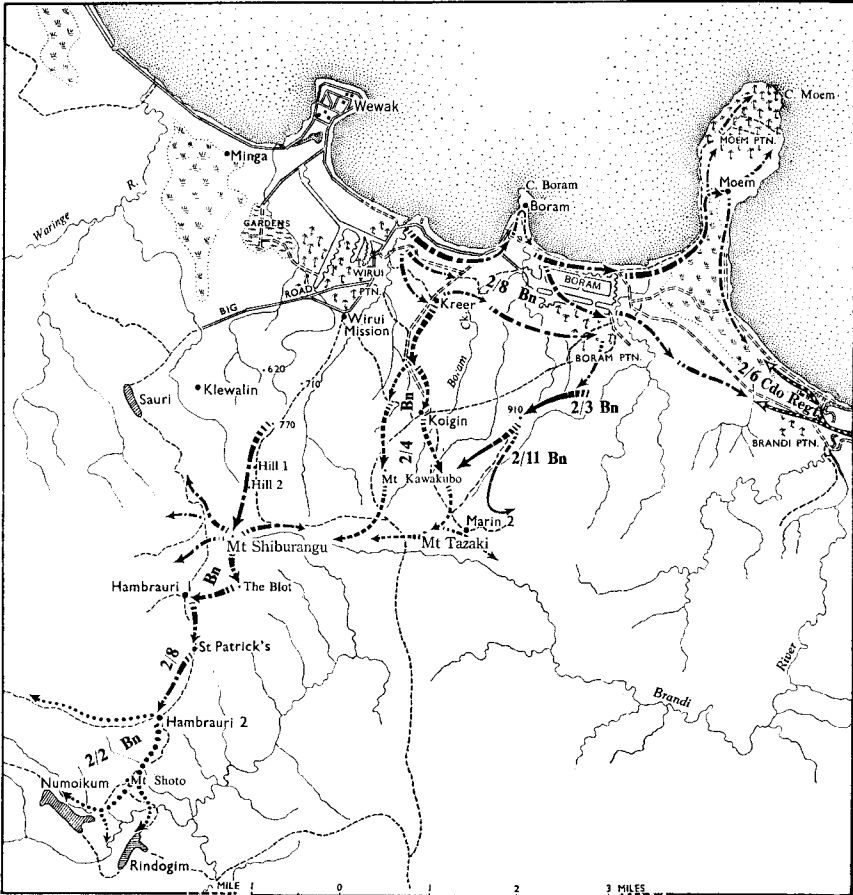 C. Moem
Wewak
MOEM PTN.
Minga
Moem
C. Boram
Boram
Waringe R.
GARDENS
WIRUI PTN.
BORAM
2/8 Bn
Kreer
BIG ROAD
Wirui Mission
Boram Ck.
BORAM PTN.
2/6 Cdo Regt
620
710
Sauri
Klewalin
2/4 Bn
Koigin
910
2/3 Bn
770
BRANDI PTN.
2/11 Bn
Hill 1
Hill 2
Mt Kawakubo
Marin 2
Mt Shiburangu
Mt Tazaki
Hambrauri 1
The Blot
2/8 Bn
St Patrick's
Brandi River
Hambrauri 2
2/2 Bn
Numoikum
Mt Shoto
Rindogim
MILE 1 0 1 2 3 MILES